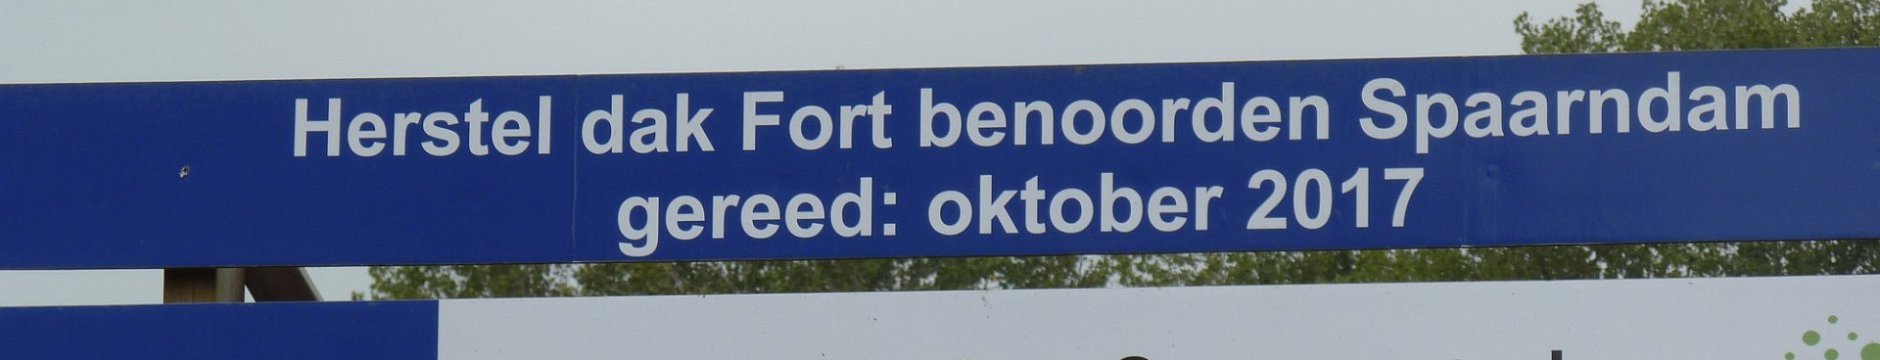 Herstel dak Fort benoorden Spaarndam
gereed: oktober 2017